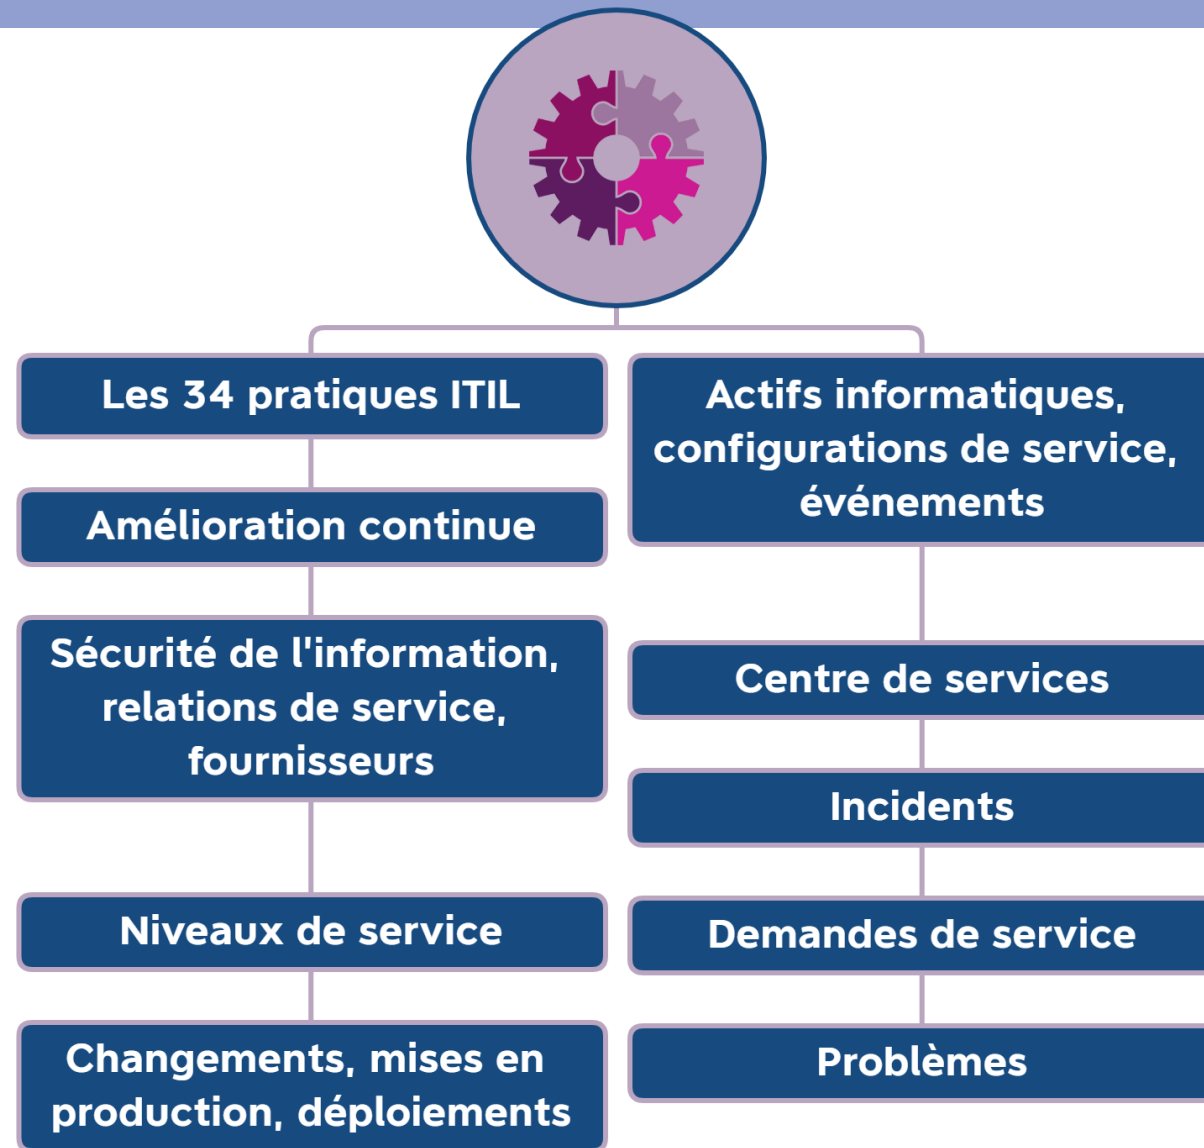 Les 34 pratiques ITIL
Amélioration continue
Sécurité de l'information,
relations de service,
fournisseurs
Niveaux de service
Changements, mises en
production, déploiements
Actifs informatiques,
configurations de service,
événements
Centre de services
Incidents
Demandes de service
Problèmes